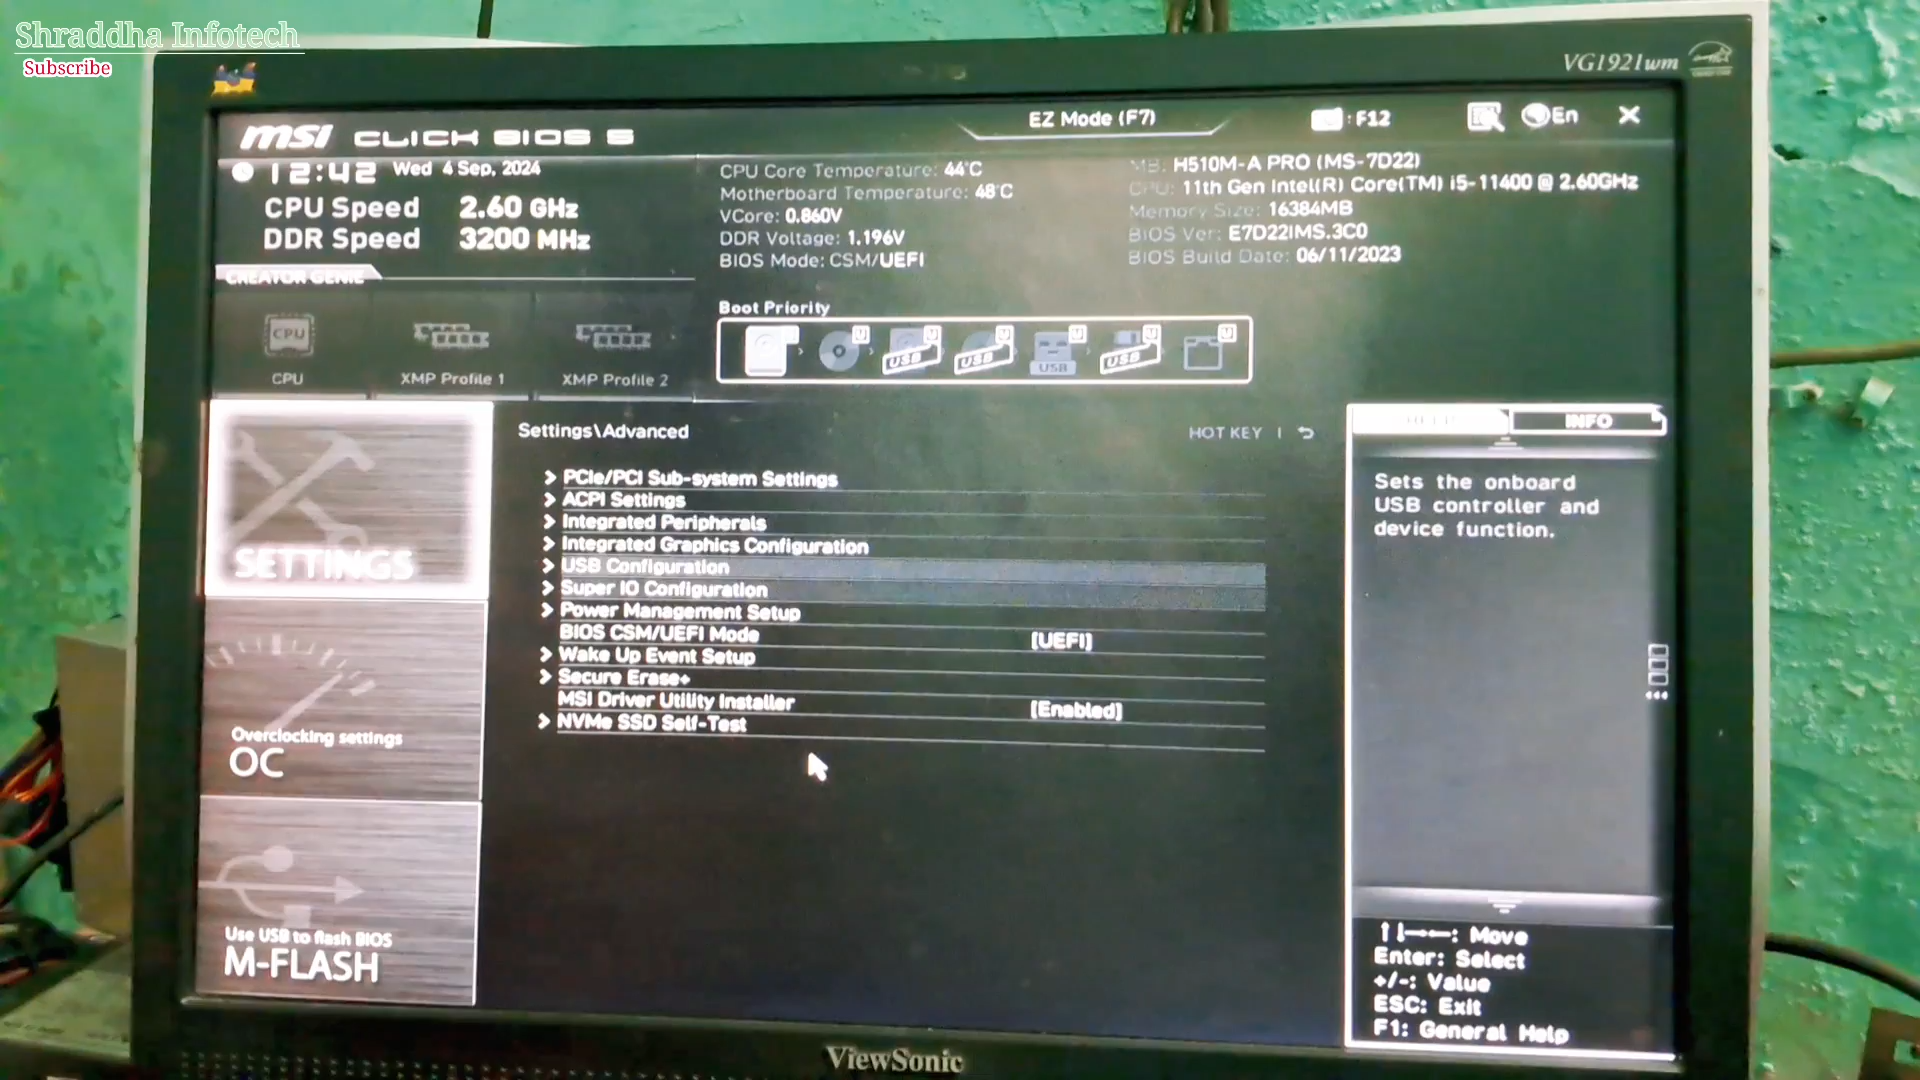 Shraddha Infotech
Subscribe
VG1921wm
msi CLICK BIOS 5
EZ Mode (F7)
: F12
En
12:42 Wed 4 Sep, 2024
CPU Speed 2.60 GHz
DDR Speed 3200 MHz
CPU Core Temperature: 44°C
Motherboard Temperature: 48°C
VCore: 0.860V
DDR Voltage: 1.196V
BIOS Mode: CSM/UEFI
MB: H510M-A PRO (MS-7D22)
CPU: 11th Gen Intel(R) Core(TM) i5-11400 @ 2.60GHz
Memory Size: 16384MB
BIOS Ver: E7D22IMS.3C0
BIOS Build Date: 06/11/2023
CREATOR GENIE
CPU
CPU
XMP Profile 1
XMP Profile 2
Boot Priority
U U U U U U
USB USB USB USB
SETTINGS
Overclocking settings
OC
Use USB to flash BIOS
M-FLASH
Settings\Advanced
HOT KEY |
> PCIe/PCI Sub-system Settings
> ACPI Settings
> Integrated Peripherals
> Integrated Graphics Configuration
> USB Configuration
> Super IO Configuration
> Power Management Setup
BIOS CSM/UEFI Mode [UEFI]
> Wake Up Event Setup
> Secure Erase+
MSI Driver Utility Installer [Enabled]
> NVMe SSD Self-Test
INFO
Sets the onboard
USB controller and
device function.
↑↓→←: Move
Enter: Select
+/-: Value
ESC: Exit
F1: General Help
ViewSonic